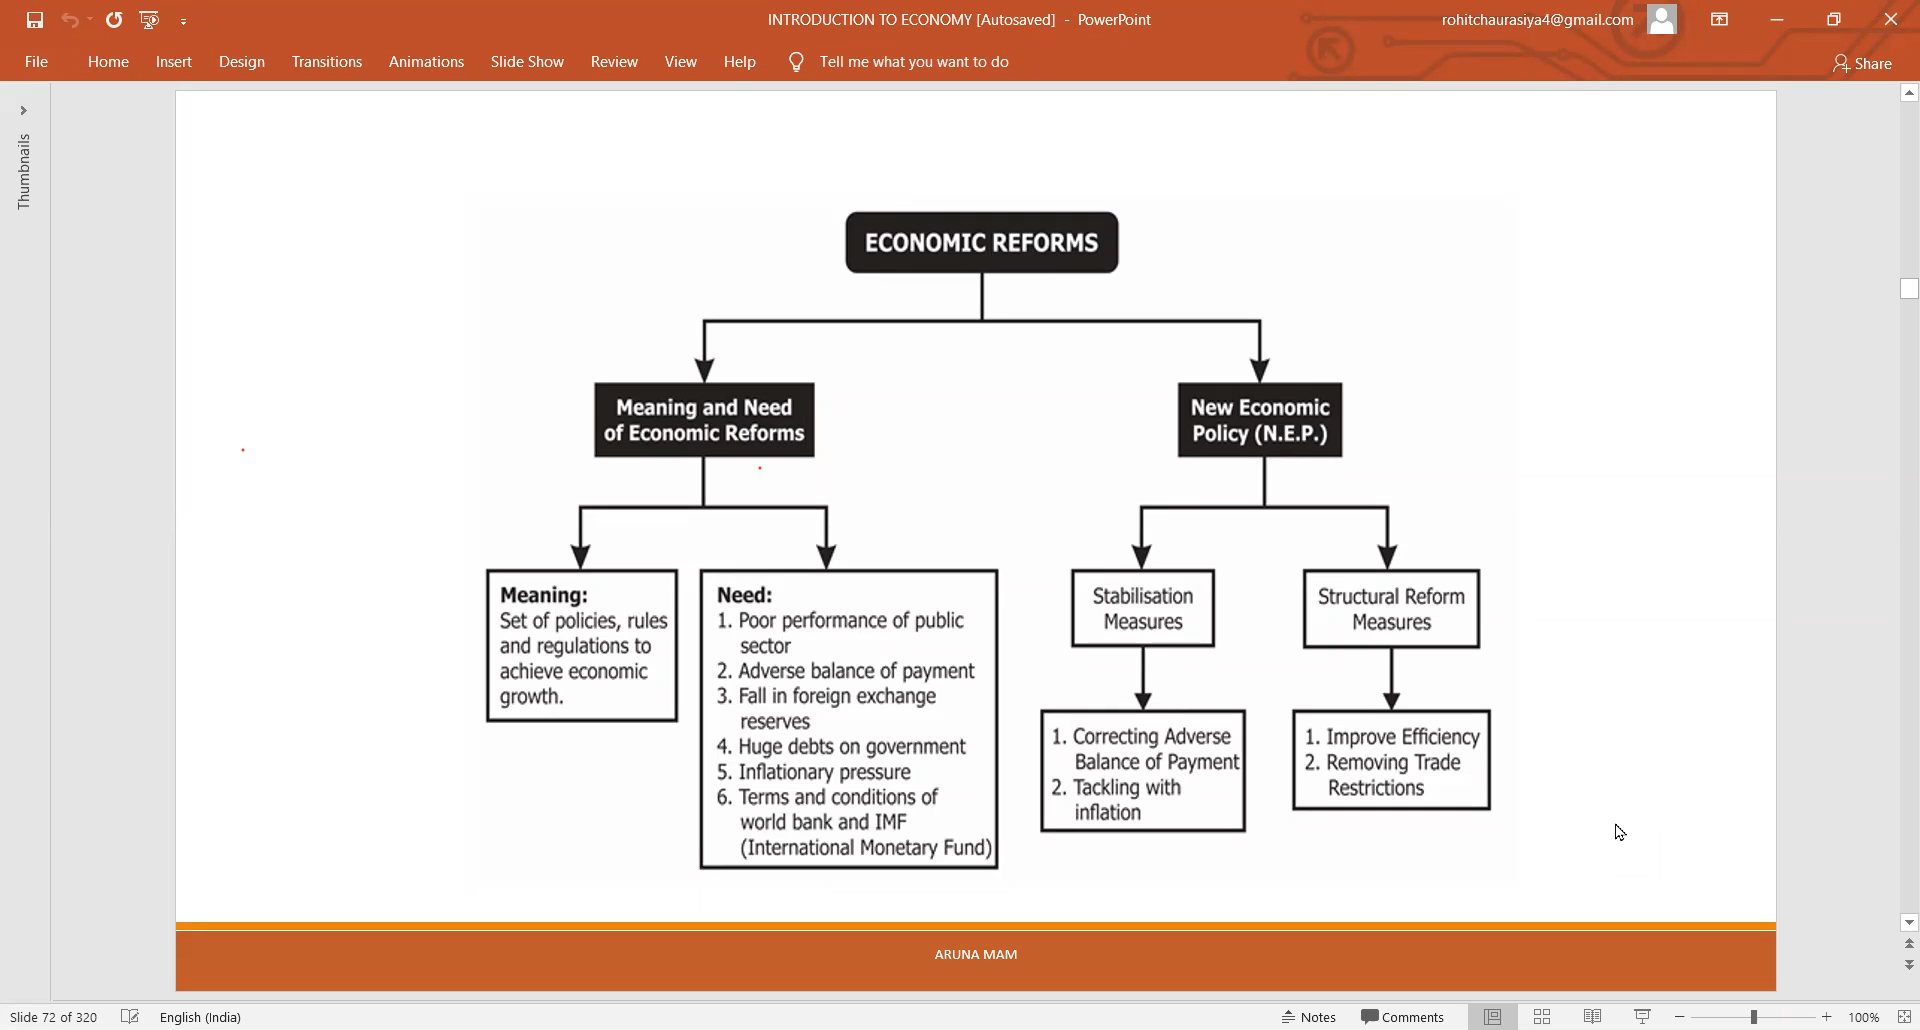 INTRODUCTION TO ECONOMY [Autosaved] - PowerPoint
rohitchaurasiya4@gmail.com
File Home Insert Design Transitions Animations Slide Show Review View Help Tell me what you want to do
Share
Thumbnails
ECONOMIC REFORMS
Meaning and Need
of Economic Reforms
New Economic
Policy (N.E.P.)
Meaning:
Set of policies, rules
and regulations to
achieve economic
growth.
Need:
1. Poor performance of public
sector
2. Adverse balance of payment
3. Fall in foreign exchange
reserves
4. Huge debts on government
5. Inflationary pressure
6. Terms and conditions of
world bank and IMF
(International Monetary Fund)
Stabilisation
Measures
1. Correcting Adverse
Balance of Payment
2. Tackling with
inflation
Structural Reform
Measures
1. Improve Efficiency
2. Removing Trade
Restrictions
ARUNA MAM
Slide 72 of 320 English (India) Notes Comments 100%